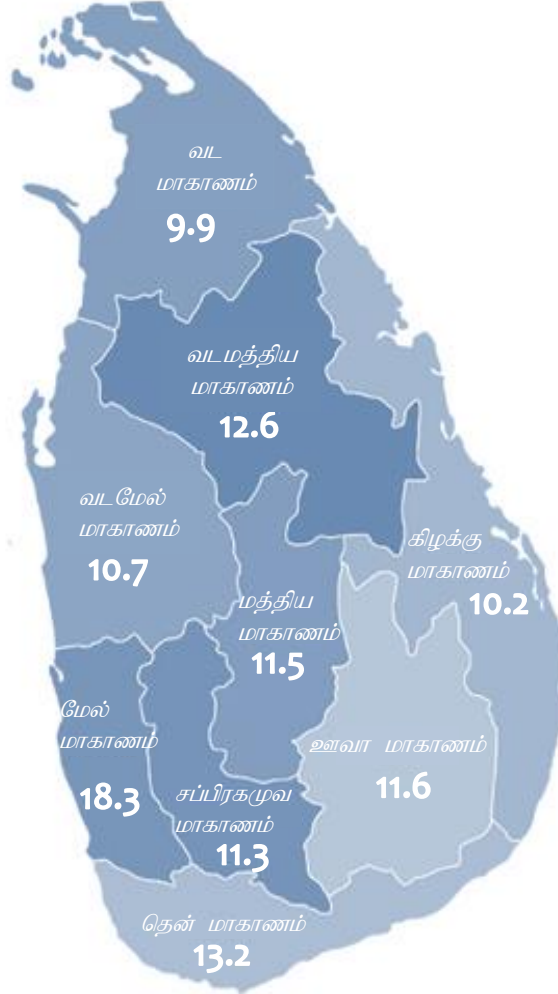 வட
மாகாணம்
9.9
வடமத்திய
மாகாணம்
12.6
வடமேல்
மாகாணம்
10.7
கிழக்கு
மாகாணம்
10.2
மத்திய
மாகாணம்
11.5
மேல்
மாகாணம்
18.3
ஊவா மாகாணம்
11.6
சப்பிரகமுவ
மாகாணம்
11.3
தென் மாகாணம்
13.2